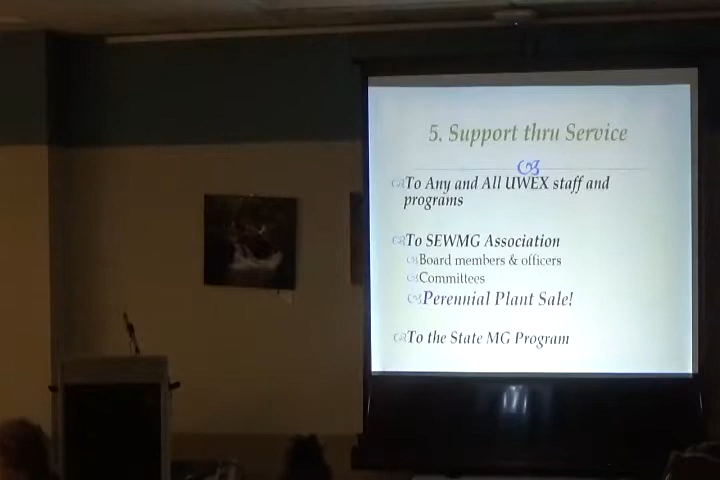 5. Support thru Service
To Any and All UWEX staff and
programs
To SEWMG Association
Board members & officers
Committees
Perennial Plant Sale!
To the State MG Program